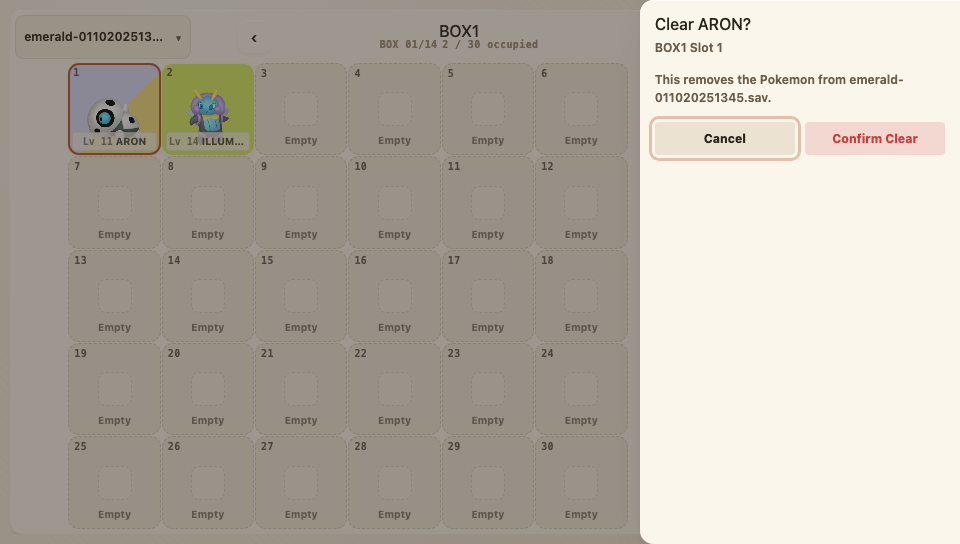 emerald-0110202513... ▾
‹
BOX1
BOX 01/14 2 / 30 occupied
1
Lv 11 ARON
2
Lv 14 ILLUM...
3
Empty
4
Empty
5
Empty
6
Empty
7
Empty
8
Empty
9
Empty
10
Empty
11
Empty
12
Empty
13
Empty
14
Empty
15
Empty
16
Empty
17
Empty
18
Empty
19
Empty
20
Empty
21
Empty
22
Empty
23
Empty
24
Empty
25
Empty
26
Empty
27
Empty
28
Empty
29
Empty
30
Empty
Clear ARON?
BOX1 Slot 1
This removes the Pokemon from emerald-
011020251345.sav.
Cancel
Confirm Clear